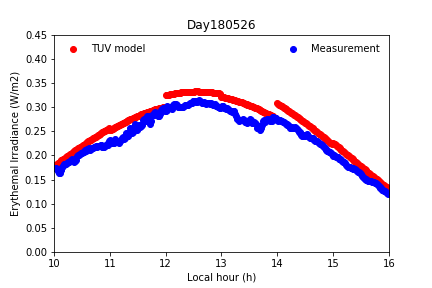 Day180526
TUV model
Measurement
Erythemal Irradiance (W/m2)
0.45
0.40
0.35
0.30
0.25
0.20
0.15
0.10
0.05
0.00
10 11 12 13 14 15 16
Local hour (h)